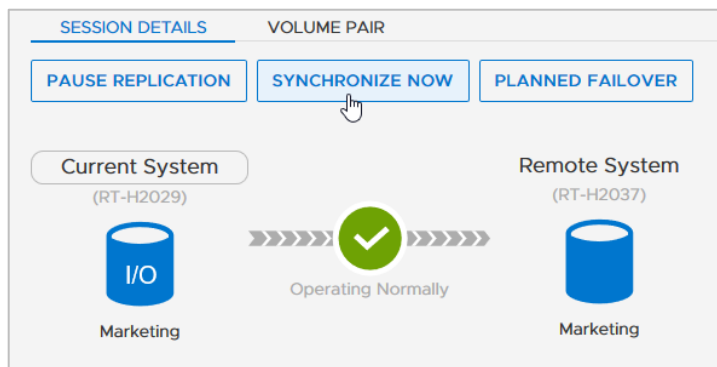 SESSION DETAILS VOLUME PAIR
PAUSE REPLICATION SYNCHRONIZE NOW PLANNED FAILOVER
Current System Remote System
(RT-H2029) (RT-H2037)
I/O
Operating Normally
Marketing Marketing